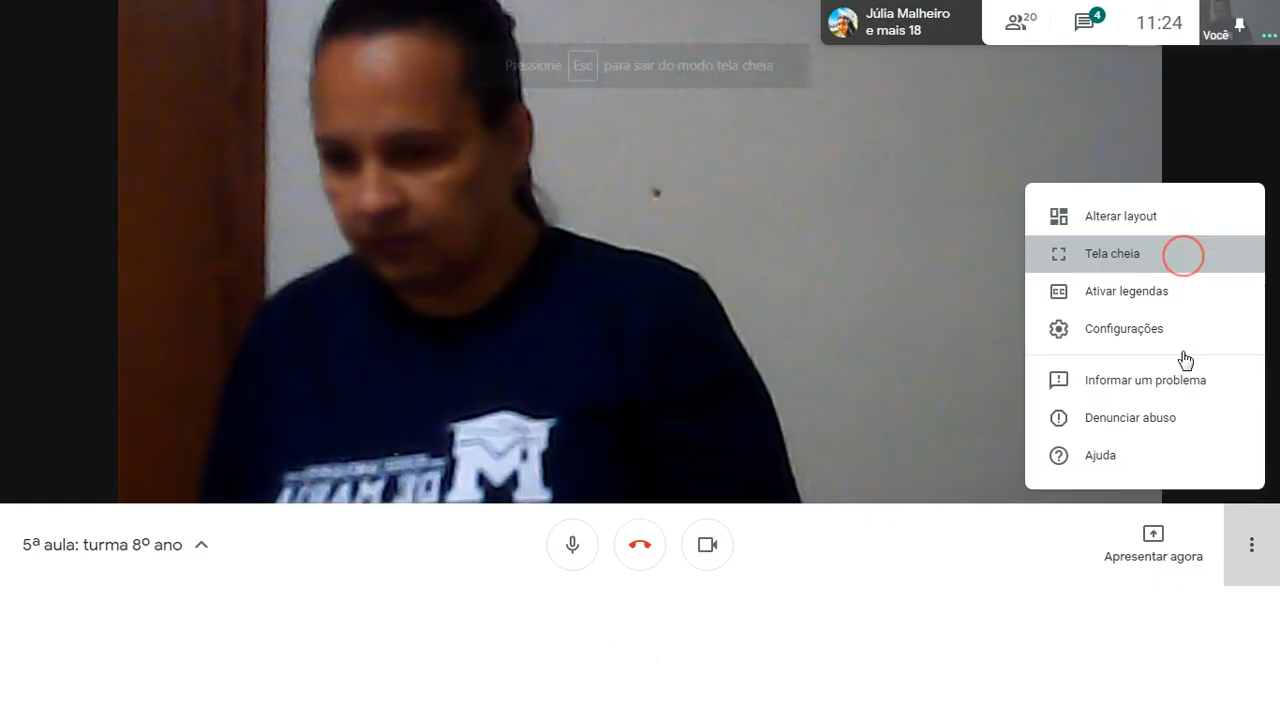 Júlia Malheiro
e mais 18
20
4
11:24
Você
Pressione Esc para sair do modo tela cheia
Alterar layout
Tela cheia
Ativar legendas
Configurações
Informar um problema
Denunciar abuso
Ajuda
M
5ª aula: turma 8º ano
Apresentar agora